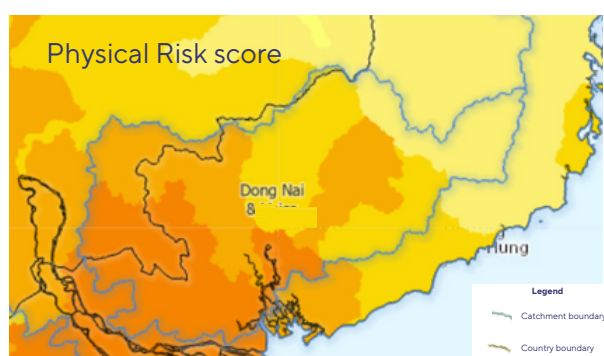 Physical Risk score
Dong Nai
&
Hung
Legend
Catchment boundary
Country boundary